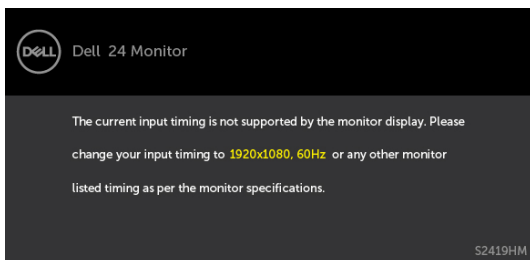 DELL Dell 24 Monitor
The current input timing is not supported by the monitor display. Please
change your input timing to 1920x1080, 60Hz or any other monitor
listed timing as per the monitor specifications.
S2419HM